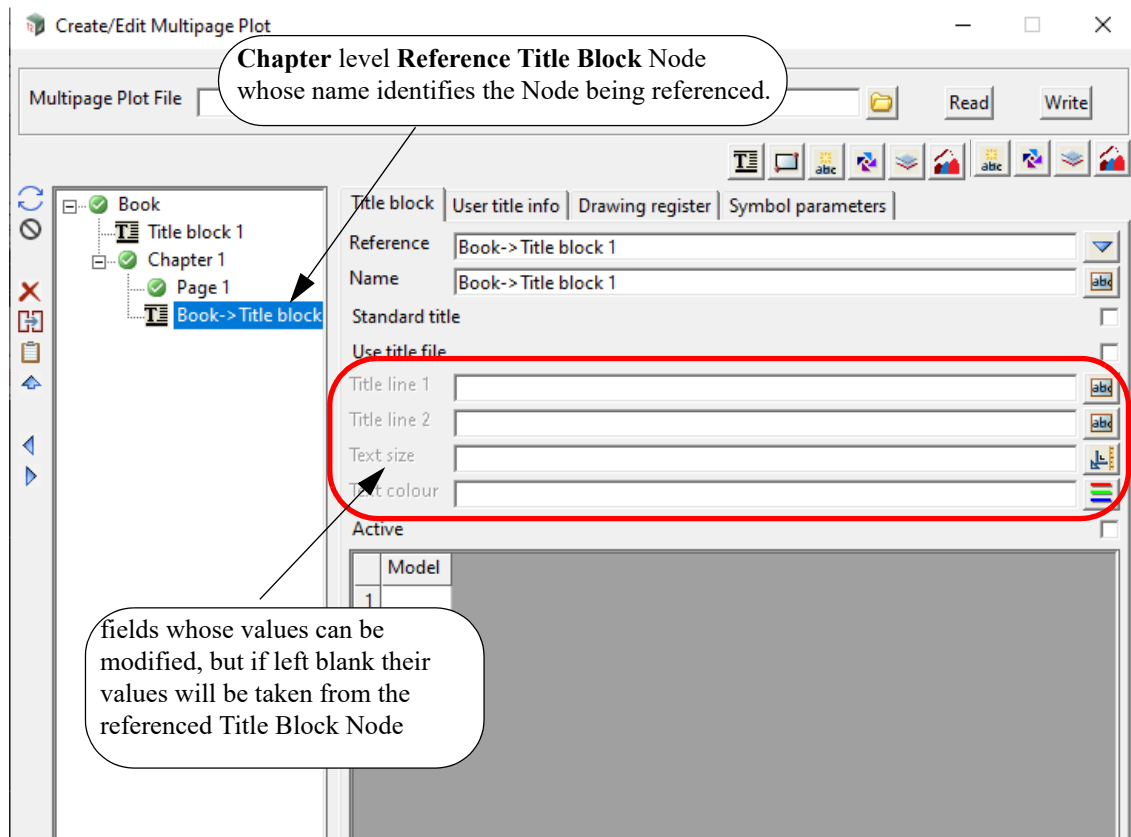 Create/Edit Multipage Plot
Chapter level Reference Title Block Node
whose name identifies the Node being referenced.
Multipage Plot File
Read
Write
Book
Title block 1
Chapter 1
Page 1
Book->Title block
Title block
User title info
Drawing register
Symbol parameters
Reference
Book->Title block 1
Name
Book->Title block 1
Standard title
Use title file
Title line 1
Title line 2
Text size
Text colour
Active
Model
1
fields whose values can be
modified, but if left blank their
values will be taken from the
referenced Title Block Node